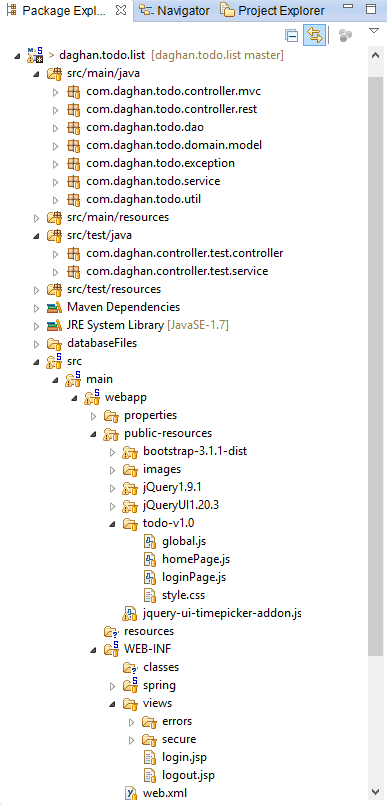 Package Expl... Navigator Project Explorer
> daghan.todo.list [daghan.todo.list master]
src/main/java
com.daghan.todo.controller.mvc
com.daghan.todo.controller.rest
com.daghan.todo.dao
com.daghan.todo.domain.model
com.daghan.todo.exception
com.daghan.todo.service
com.daghan.todo.util
src/main/resources
src/test/java
com.daghan.controller.test.controller
com.daghan.controller.test.service
src/test/resources
Maven Dependencies
JRE System Library [JavaSE-1.7]
databaseFiles
src
main
webapp
properties
public-resources
bootstrap-3.1.1-dist
images
jQuery1.9.1
jQueryUI1.20.3
todo-v1.0
global.js
homePage.js
loginPage.js
style.css
jquery-ui-timepicker-addon.js
resources
WEB-INF
classes
spring
views
errors
secure
login.jsp
logout.jsp
web.xml